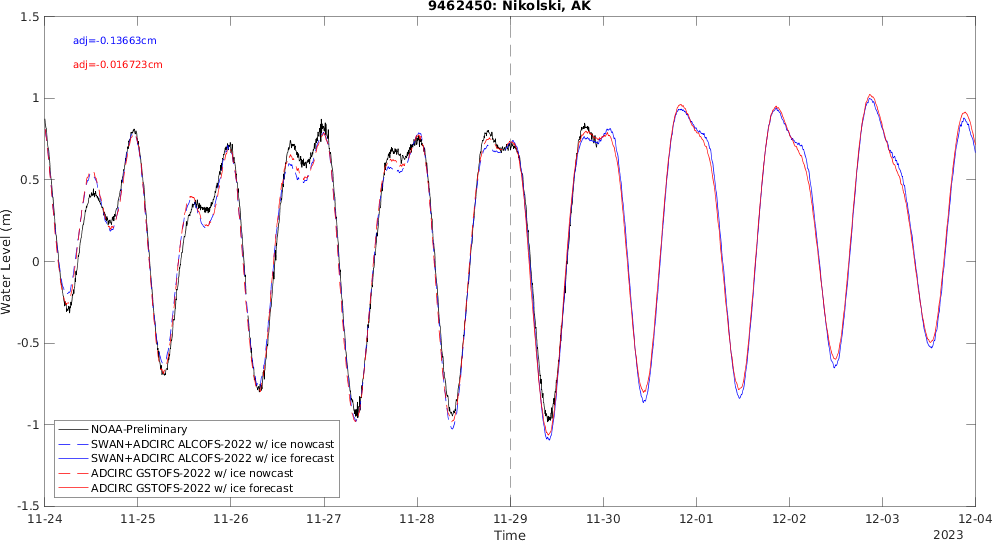 9462450: Nikolski, AK
adj=-0.13663cm
adj=-0.016723cm
1.5
1
0.5
0
-0.5
-1
-1.5
Water Level (m)
NOAA-Preliminary
SWAN+ADCIRC ALCOFS-2022 w/ ice nowcast
SWAN+ADCIRC ALCOFS-2022 w/ ice forecast
ADCIRC GSTOFS-2022 w/ ice nowcast
ADCIRC GSTOFS-2022 w/ ice forecast
11-24 11-25 11-26 11-27 11-28 11-29 11-30 12-01 12-02 12-03 12-04
Time
2023